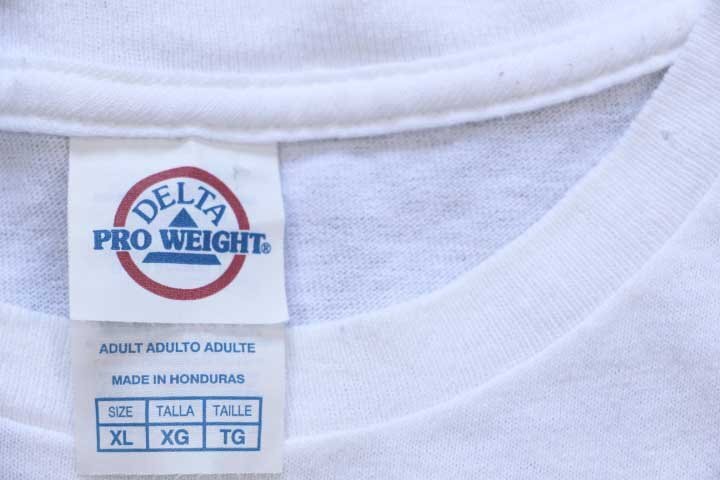 DELTA
PRO WEIGHT®
ADULT ADULTO ADULTE
MADE IN HONDURAS
SIZE TALLA TAILLE
XL XG TG